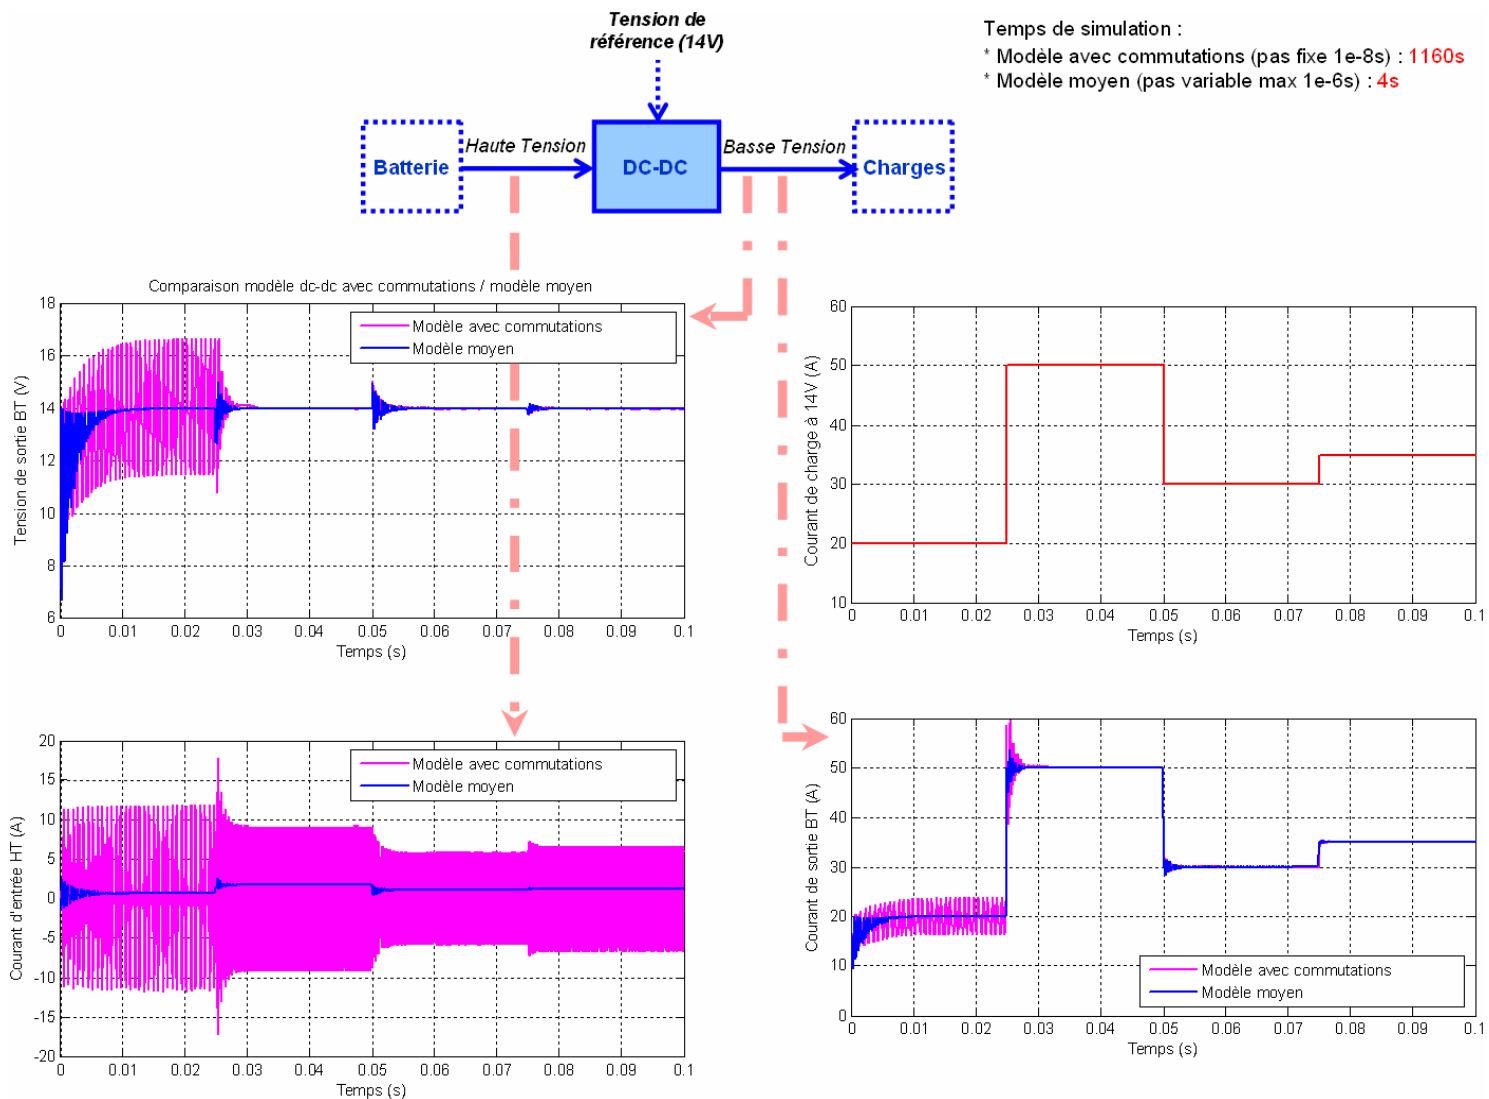 Tension de
référence (14V)
Temps de simulation :
* Modèle avec commutations (pas fixe 1e-8s) : 1160s
* Modèle moyen (pas variable max 1e-6s) : 4s
Batterie
Haute Tension
DC-DC
Basse Tension
Charges
Comparaison modèle dc-dc avec commutations / modèle moyen
Modèle avec commutations
Modèle moyen
Tension de sortie BT (V)
18
16
14
12
10
8
6
0 0.01 0.02 0.03 0.04 0.05 0.06 0.07 0.08 0.09 0.1
Temps (s)
Courant de charge à 14V (A)
60
50
40
30
20
10
0 0.01 0.02 0.03 0.04 0.05 0.06 0.07 0.08 0.09 0.1
Temps (s)
Modèle avec commutations
Modèle moyen
Courant d'entrée HT (A)
20
15
10
5
0
-5
-10
-15
-20
0 0.01 0.02 0.03 0.04 0.05 0.06 0.07 0.08 0.09 0.1
Temps (s)
Courant de sortie BT (A)
60
50
40
30
20
10
0
Modèle avec commutations
Modèle moyen
0 0.01 0.02 0.03 0.04 0.05 0.06 0.07 0.08 0.09 0.1
Temps (s)